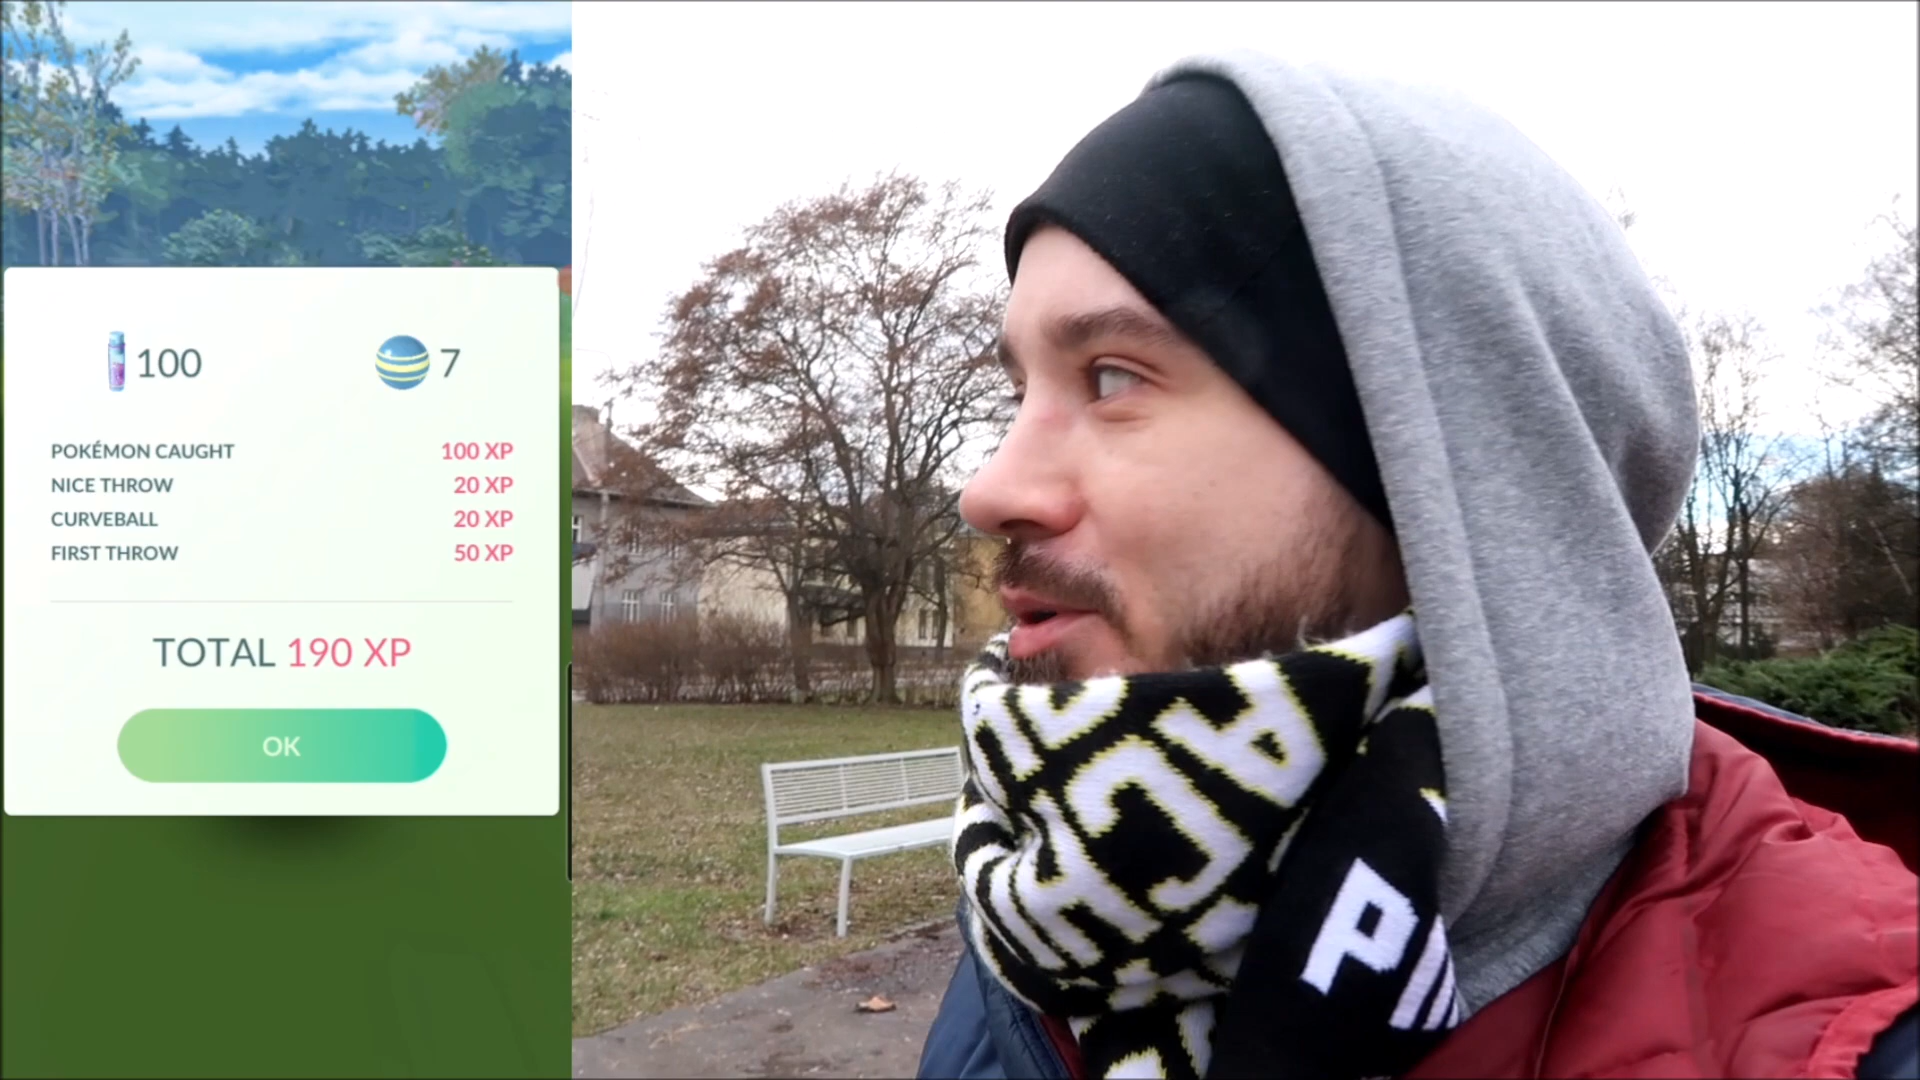 100 7
POKÉMON CAUGHT 100 XP
NICE THROW 20 XP
CURVEBALL 20 XP
FIRST THROW 50 XP
TOTAL 190 XP
OK